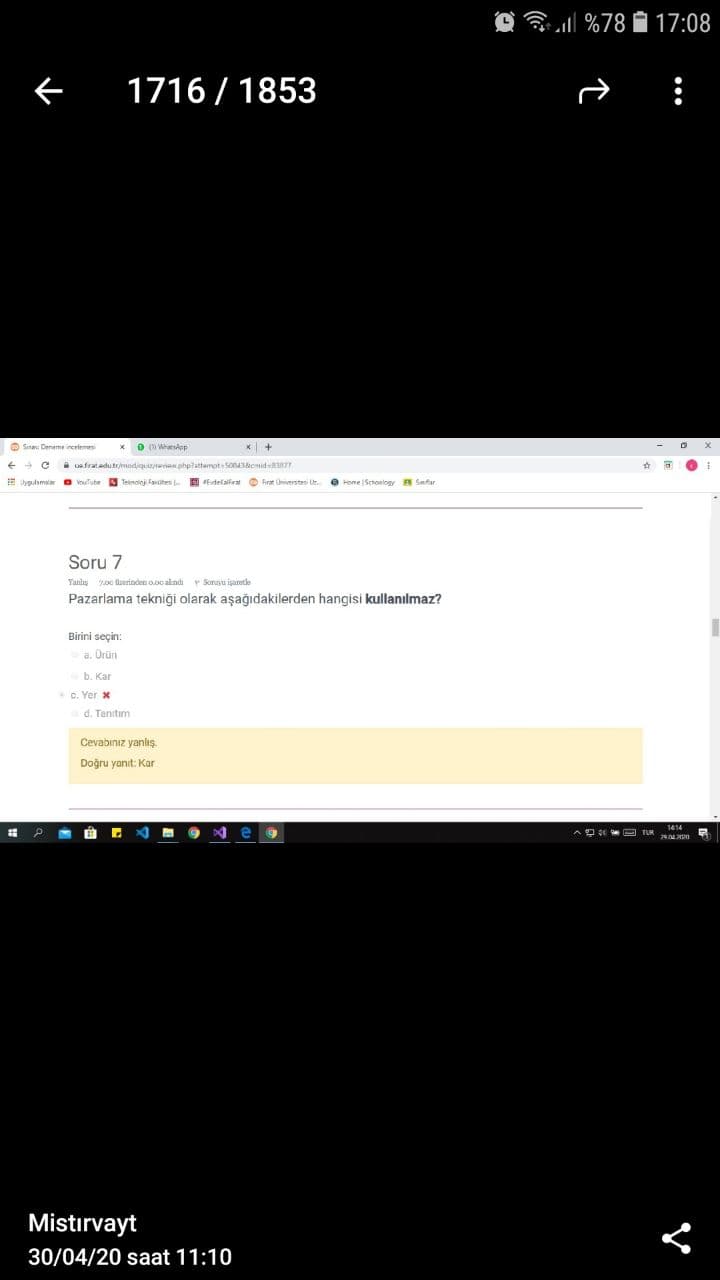 %78 17:08
1716 / 1853
Sınav Deneme incelemesi
(1) WhatsApp
ue.firat.edu.tr/mod/quiz/review.php?attempt=50843&cmid=83877
Uygulamalar YouTube Teknoloji Fakültesi (... #EvdeKalFırat Fırat Üniversitesi Uz... Home | Schoology Sınıflar
Soru 7
Yanlış 7,00 üzerinden 0,00 alındı Soruyu işaretle
Pazarlama tekniği olarak aşağıdakilerden hangisi kullanılmaz?
Birini seçin:
a. Ürün
b. Kar
c. Yer
d. Tanıtım
Cevabınız yanlış.
Doğru yanıt: Kar
TUR
14:14
29.04.2020
Mistırvayt
30/04/20 saat 11:10